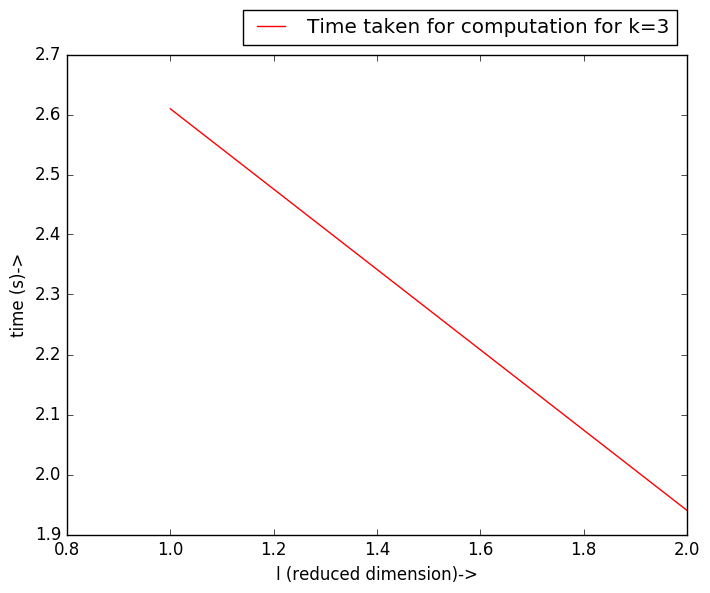 Time taken for computation for k=3
2.7
2.6
2.5
2.4
2.3
2.2
2.1
2.0
1.9
time (s)->
0.8 1.0 1.2 1.4 1.6 1.8 2.0
l (reduced dimension)->